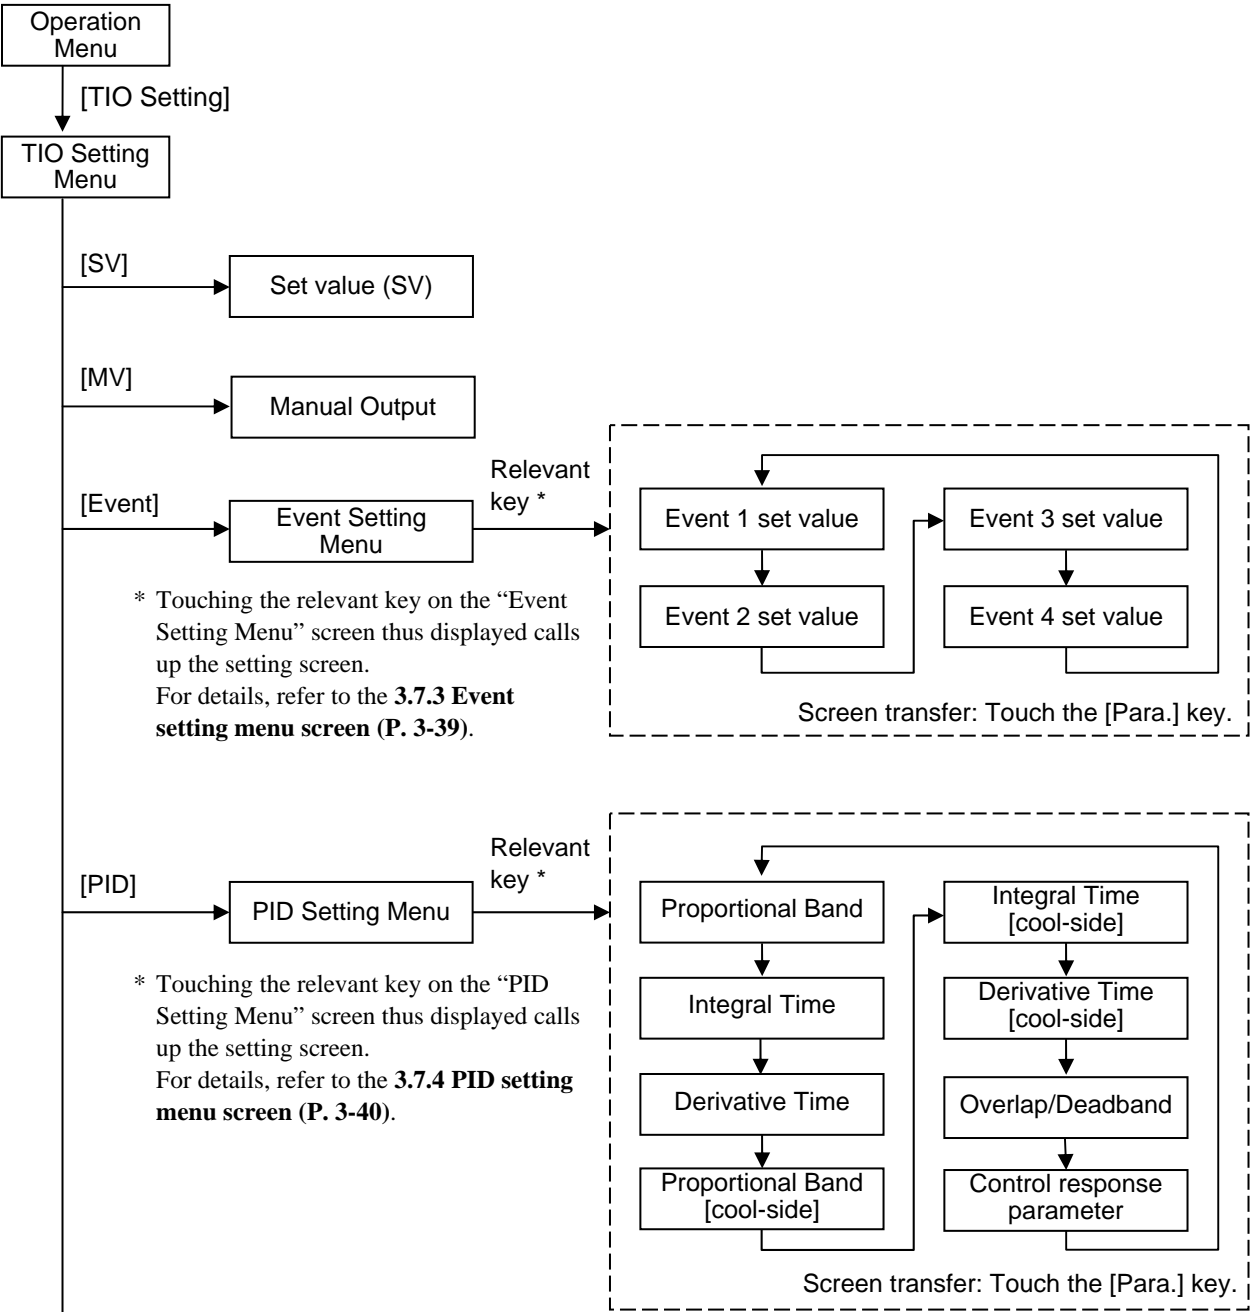 Operation
Menu
[TIO Setting]
TIO Setting
Menu
[SV]
Set value (SV)
[MV]
Manual Output
[Event]
Event Setting
Menu
Relevant
key *
Event 1 set value
Event 2 set value
Event 3 set value
Event 4 set value
Screen transfer: Touch the [Para.] key.
* Touching the relevant key on the “Event
Setting Menu” screen thus displayed calls
up the setting screen.
For details, refer to the 3.7.3 Event
setting menu screen (P. 3-39).
[PID]
PID Setting Menu
Relevant
key *
Proportional Band
Integral Time
Derivative Time
Proportional Band
[cool-side]
Integral Time
[cool-side]
Derivative Time
[cool-side]
Overlap/Deadband
Control response
parameter
Screen transfer: Touch the [Para.] key.
* Touching the relevant key on the “PID
Setting Menu” screen thus displayed calls
up the setting screen.
For details, refer to the 3.7.4 PID setting
menu screen (P. 3-40).